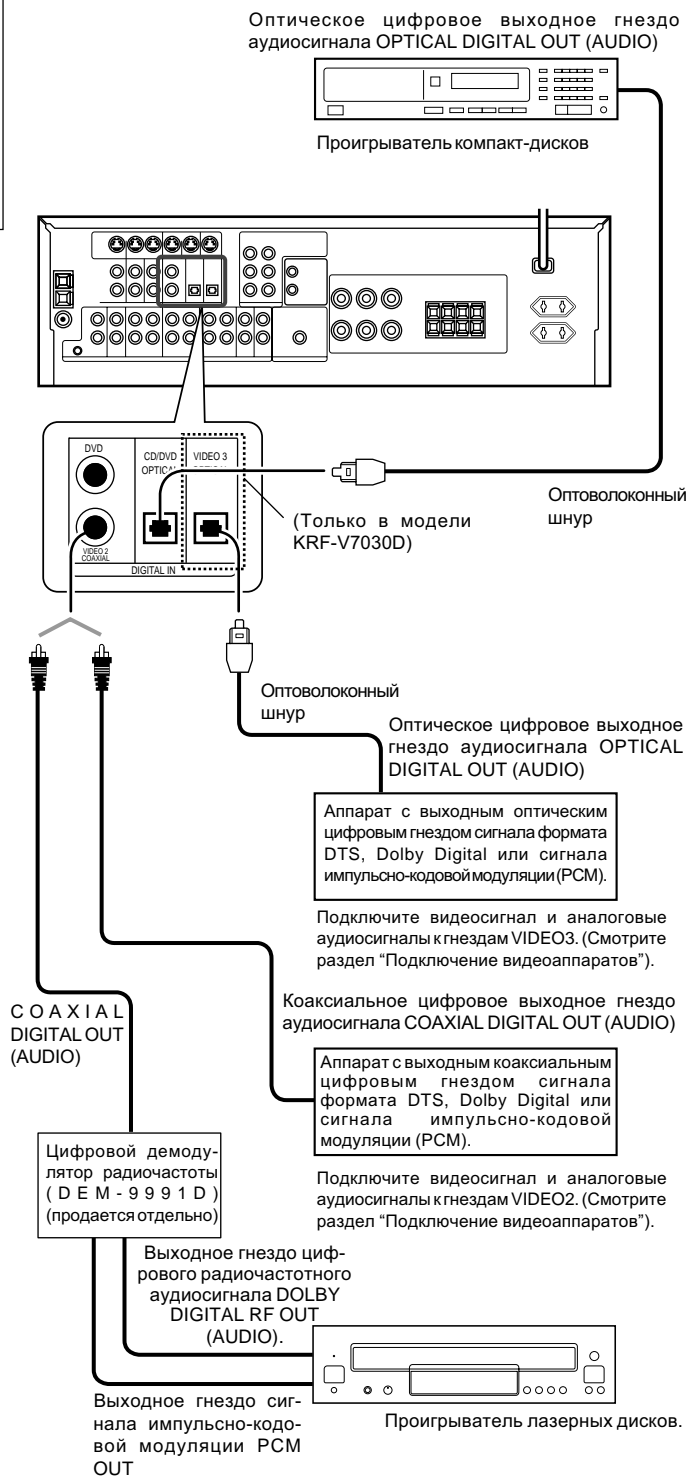 Оптическое цифровое выходное гнездо
аудиосигнала OPTICAL DIGITAL OUT (AUDIO)
Проигрыватель компакт-дисков
DVD
CD/DVD
OPTICAL
VIDEO 3
VIDEO 2
COAXIAL
DIGITAL IN
(Только в модели
KRF-V7030D)
Оптоволоконный
шнур
Оптоволоконный
шнур
Оптическое цифровое выходное
гнездо аудиосигнала OPTICAL
DIGITAL OUT (AUDIO)
Аппарат с выходным оптическим
цифровым гнездом сигнала формата
DTS, Dolby Digital или сигнала
импульсно-кодовой модуляции (PCM).
Подключите видеосигнал и аналоговые
аудиосигналы к гнездам VIDEO3. (Смотрите
раздел “Подключение видеоаппаратов”).
Коаксиальное цифровое выходное гнездо
аудиосигнала COAXIAL DIGITAL OUT (AUDIO)
COAXIAL
DIGITAL OUT
(AUDIO)
Аппарат с выходным коаксиальным
цифровым гнездом сигнала
формата DTS, Dolby Digital или
сигнала импульсно-кодовой
модуляции (PCM).
Цифровой демоду-
лятор радиочастоты
(DEM-9991D)
(продается отдельно)
Подключите видеосигнал и аналоговые
аудиосигналы к гнездам VIDEO2. (Смотрите
раздел “Подключение видеоаппаратов”).
Выходное гнездо циф-
рового радиочастотного
аудиосигнала DOLBY
DIGITAL RF OUT
(AUDIO).
Выходное гнездо сиг-
нала импульсно-кодо-
вой модуляции PCM
OUT
Проигрыватель лазерных дисков.